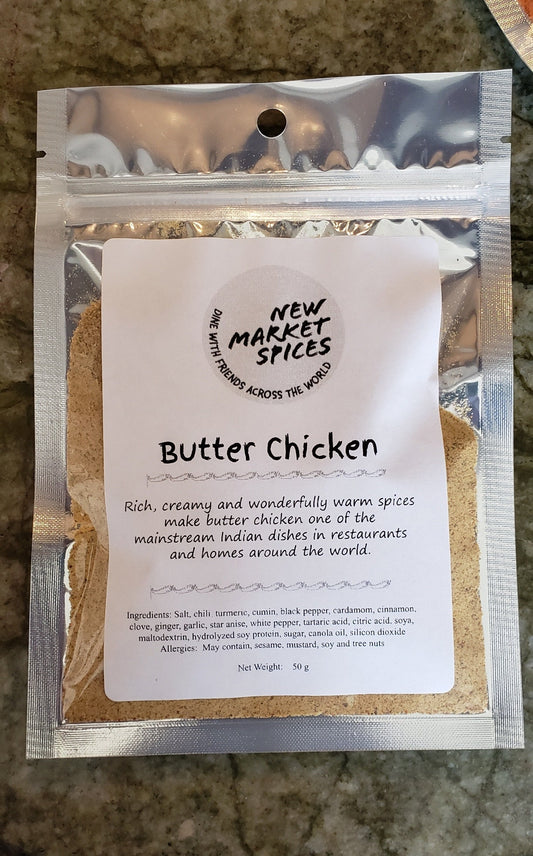 NEW
MARKET
SPICES
DINE WITH FRIENDS ACROSS THE WORLD
Butter Chicken
Rich, creamy and wonderfully warm spices
make butter chicken one of the
mainstream Indian dishes in restaurants
and homes around the world.
Ingredients: Salt, chili, turmeric, cumin, black pepper, cardamom, cinnamon,
clove, ginger, garlic, star anise, white pepper, tartaric acid, citric acid, soya,
maltodextrin, hydrolyzed soy protein, sugar, canola oil, silicon dioxide
Allergies: May contain, sesame, mustard, soy and tree nuts
Net Weight: 50 g